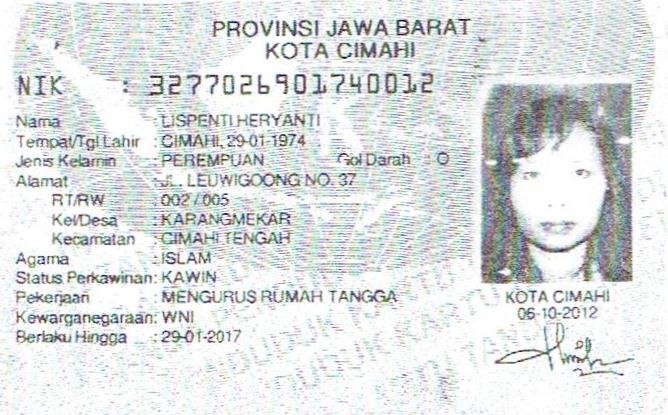 PROVINSI JAWA BARAT
KOTA CIMAHI
NIK : 3277026901740012
Nama : LISPENTI HERYANTI
Tempat/Tgl Lahir : CIMAHI, 29-01-1974
Jenis Kelamin : PEREMPUAN Gol Darah : O
Alamat : JL. LEUWIGOONG NO. 37
RT/RW : 002 / 005
Kel/Desa : KARANGMEKAR
Kecamatan : CIMAHI TENGAH
Agama : ISLAM
Status Perkawinan: KAWIN
Pekerjaan : MENGURUS RUMAH TANGGA
Kewarganegaraan: WNI
Berlaku Hingga : 29-01-2017
KOTA CIMAHI
06-10-2012